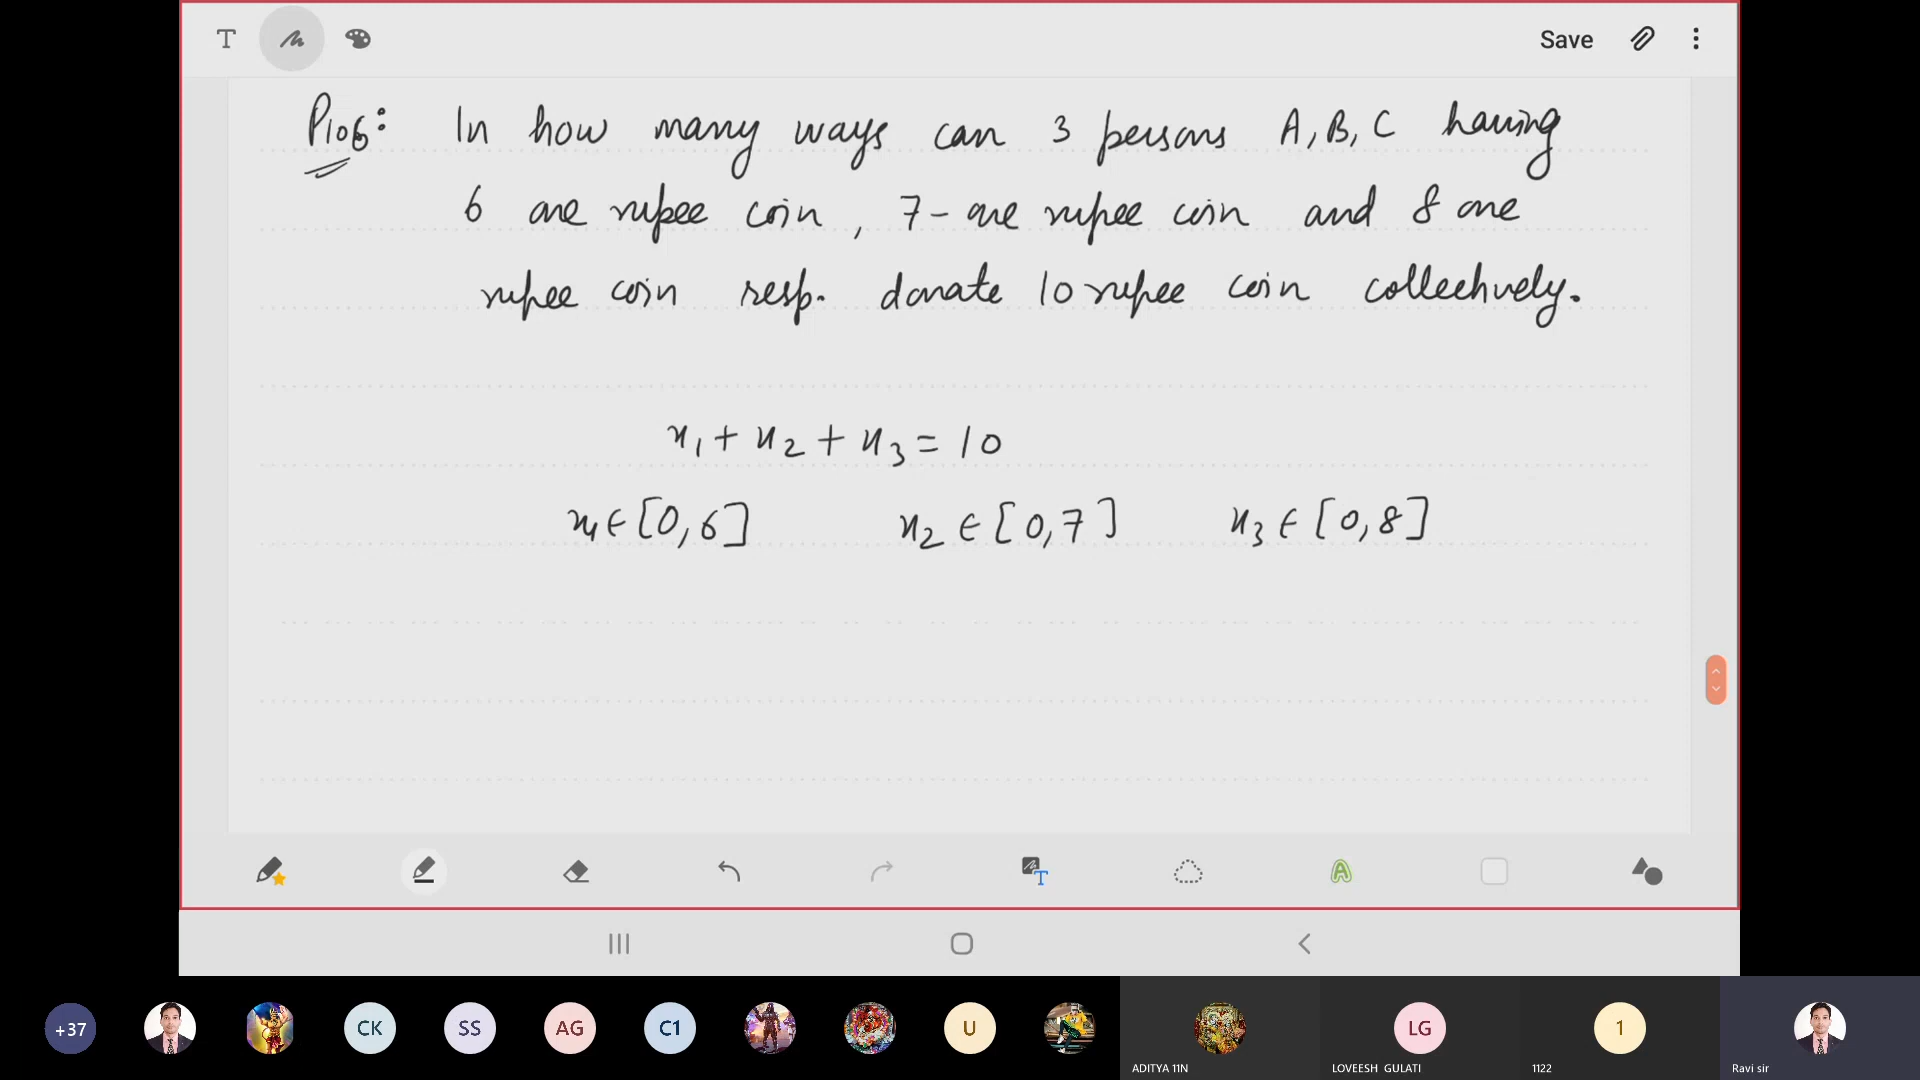 T Save
Prob: In how many ways can 3 persons A, B, C having
6 one rupee coin, 7 - one rupee coin and 8 one
rupee coin resp. donate 10 rupee coin collectively.
x₁ + x₂ + x₃ = 10
x₁ ∈ [0, 6] x₂ ∈ [0, 7] x₃ ∈ [0, 8]
T A
+37 CK SS AG C1 U LG 1
ADITYA 11N LOVEESH GULATI 1122 Ravi sir